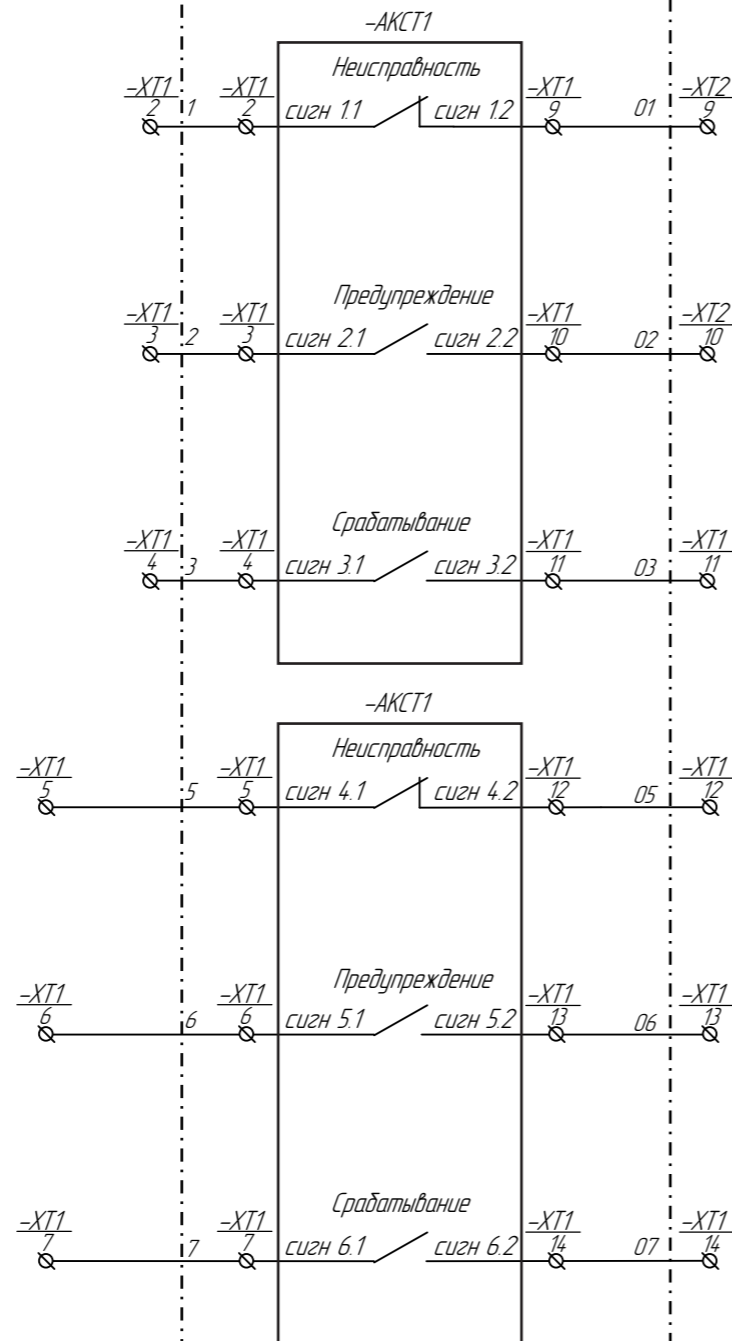 -АКСТ1
Неисправность
-XT1 -XT1 -XT1 -XT2
2 1 2 сигн 1.1 сигн 1.2 9 01 9
Предупреждение
-XT1 -XT1 -XT1 -XT2
3 2 3 сигн 2.1 сигн 2.2 10 02 10
Срабатывание
-XT1 -XT1 -XT1 -XT1
4 3 4 сигн 3.1 сигн 3.2 11 03 11
-АКСТ1
Неисправность
-XT1 -XT1 -XT1 -XT1
5 5 5 сигн 4.1 сигн 4.2 12 05 12
Предупреждение
-XT1 -XT1 -XT1 -XT1
6 6 6 сигн 5.1 сигн 5.2 13 06 13
Срабатывание
-XT1 -XT1 -XT1 -XT1
7 7 7 сигн 6.1 сигн 6.2 14 07 14